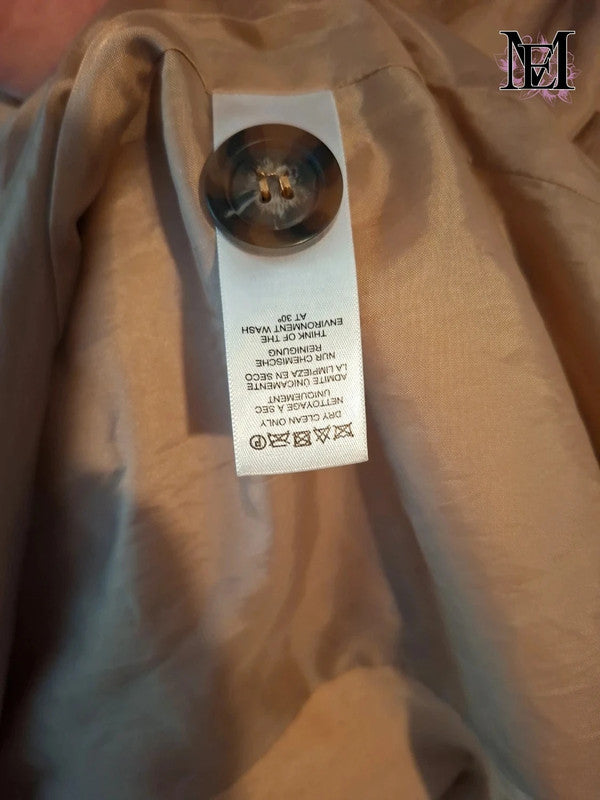 MEI
DRY CLEAN ONLY
NETTOYAGE À SEC
UNIQUEMENT
ADMITE UNICAMENTE
LA LIMPIEZA EN SECO
NUR CHEMISCHE
REINIGUNG
THINK OF THE
ENVIRONMENT WASH
AT 30°